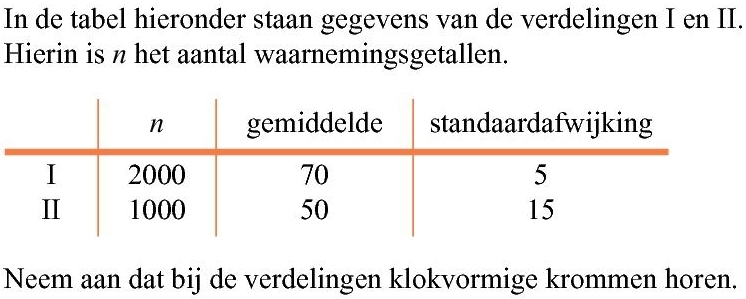 In de tabel hieronder staan gegevens van de verdelingen I en II.
Hierin is n het aantal waarnemingsgetallen.
n gemiddelde standaardafwijking
I 2000 70 5
II 1000 50 15
Neem aan dat bij de verdelingen klokvormige krommen horen.